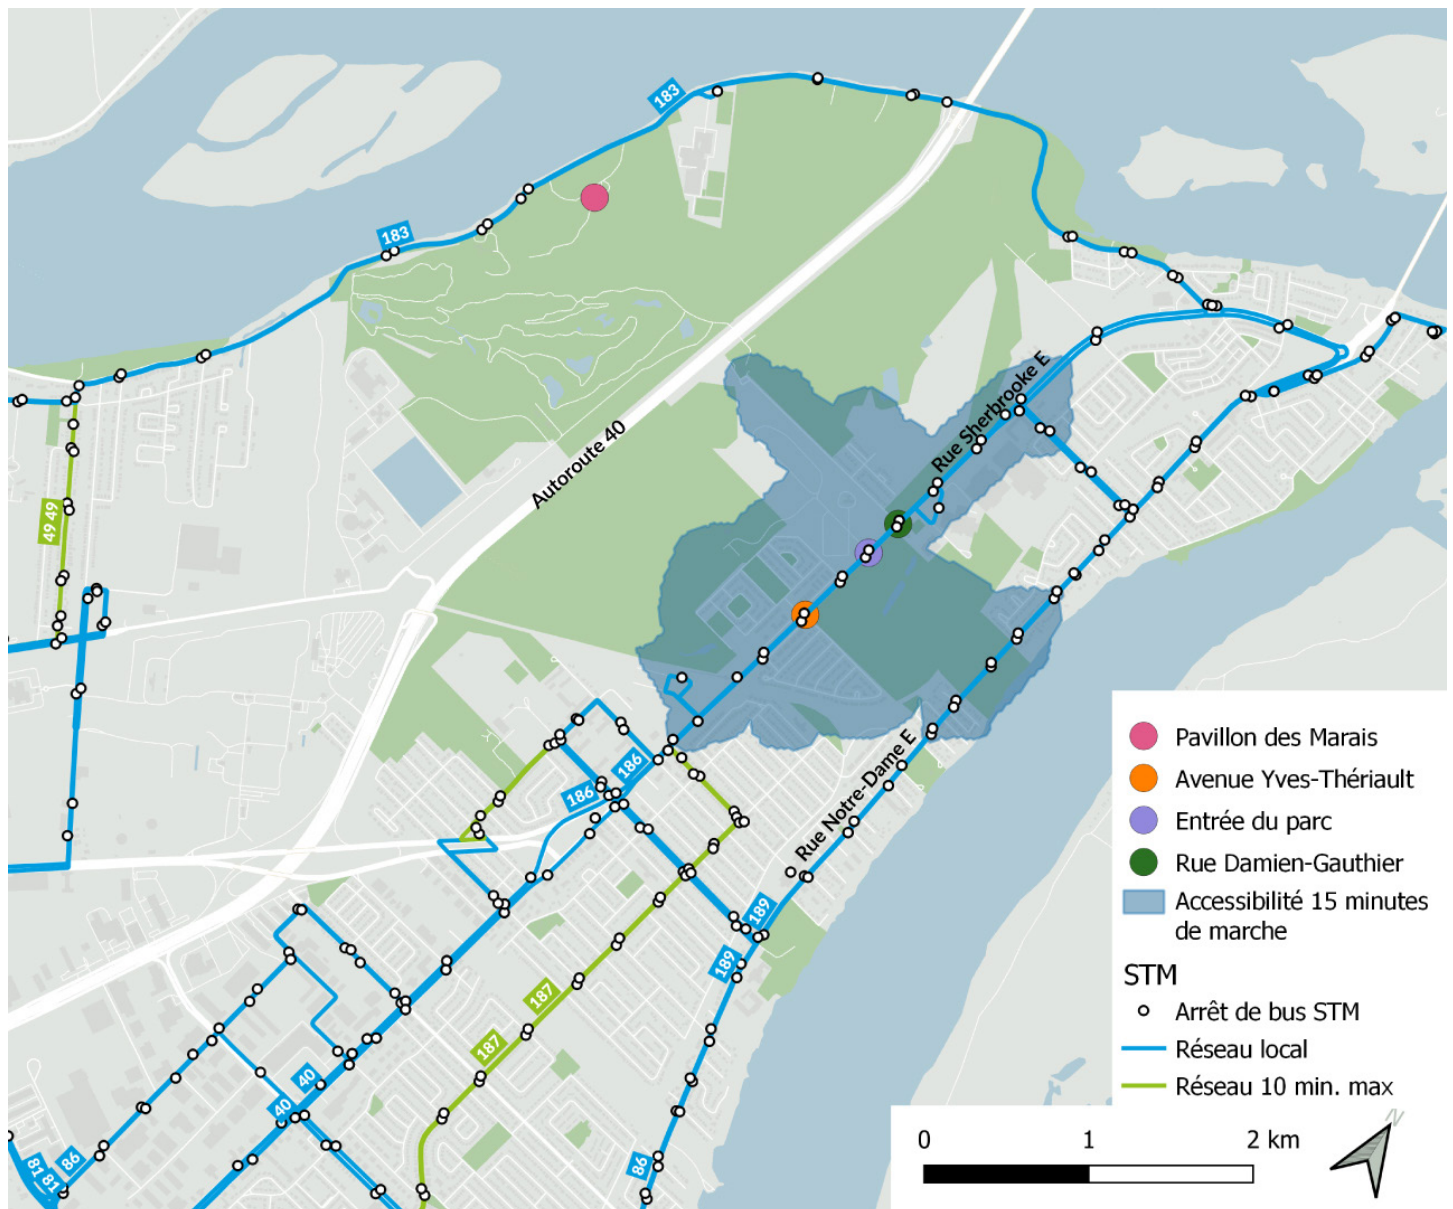 183
183
Rue Sherbrooke E
Autoroute 40
49 49
186
186
Rue Notre-Dame E
189
189
187
187
40
40
86
81 81
86
Pavillon des Marais
Avenue Yves-Thériault
Entrée du parc
Rue Damien-Gauthier
Accessibilité 15 minutes
de marche
STM
Arrêt de bus STM
Réseau local
Réseau 10 min. max
0 1 2 km
N